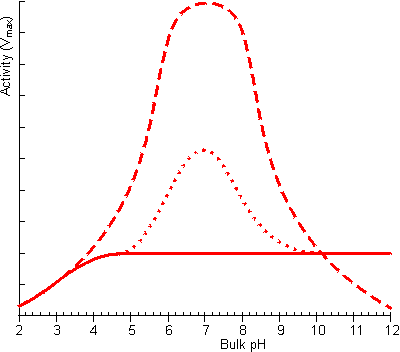 Activity (Vmax)
2 3 4 5 6 7 8 9 10 11 12
Bulk pH